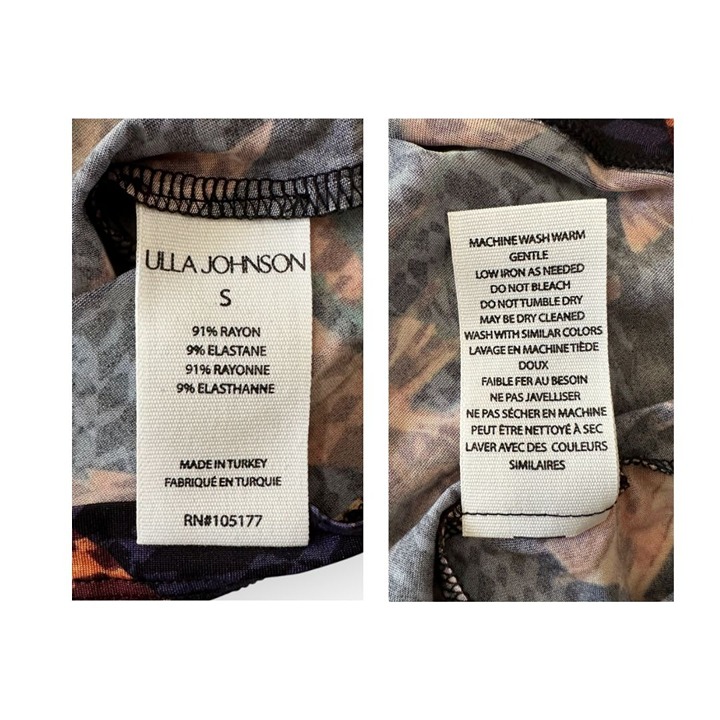 ULLA JOHNSON
S
91% RAYON
9% ELASTANE
91% RAYONNE
9% ELASTHANNE
MADE IN TURKEY
FABRIQUÉ EN TURQUIE
RN#105177
MACHINE WASH WARM
GENTLE
LOW IRON AS NEEDED
DO NOT BLEACH
DO NOT TUMBLE DRY
MAY BE DRY CLEANED
WASH WITH SIMILAR COLORS
LAVAGE EN MACHINE TIÈDE
DOUX
FAIBLE FER AU BESOIN
NE PAS JAVELLISER
NE PAS SÉCHER EN MACHINE
PEUT ÊTRE NETTOYÉ À SEC
LAVER AVEC DES COULEURS
SIMILAIRES